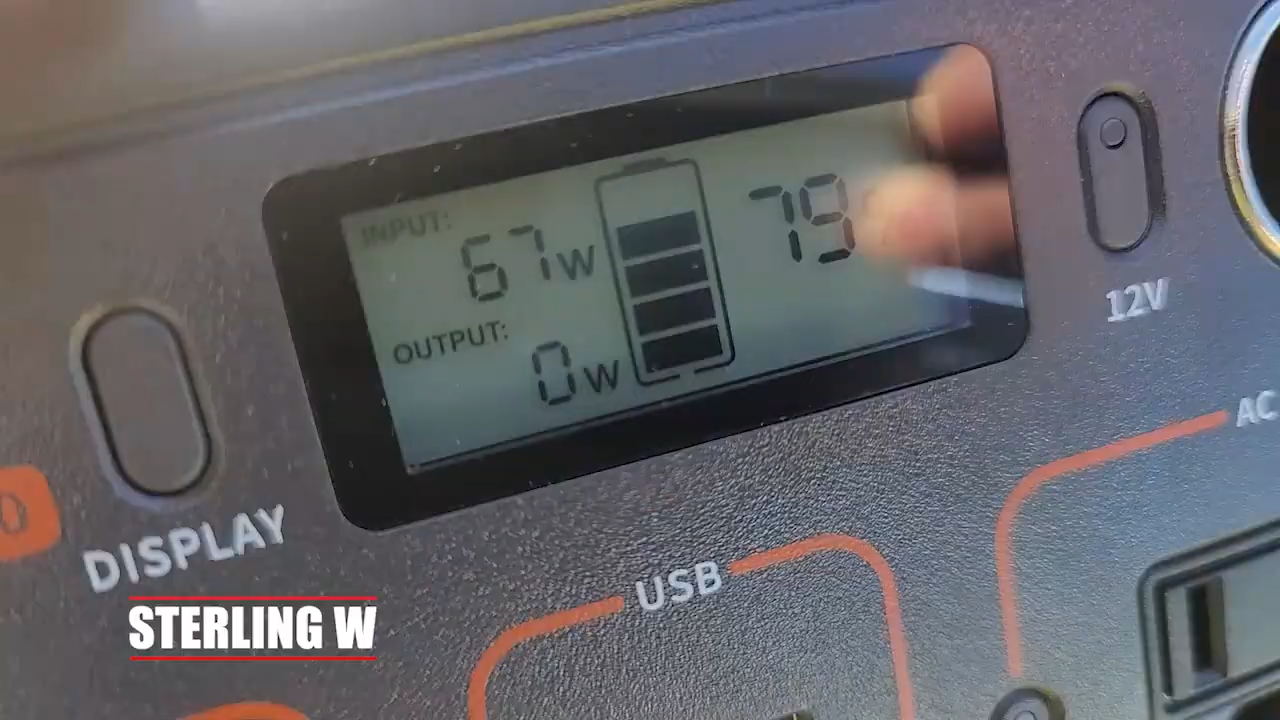 INPUT:
67W
79
OUTPUT:
0W
12V
AC
DISPLAY
USB
STERLING W